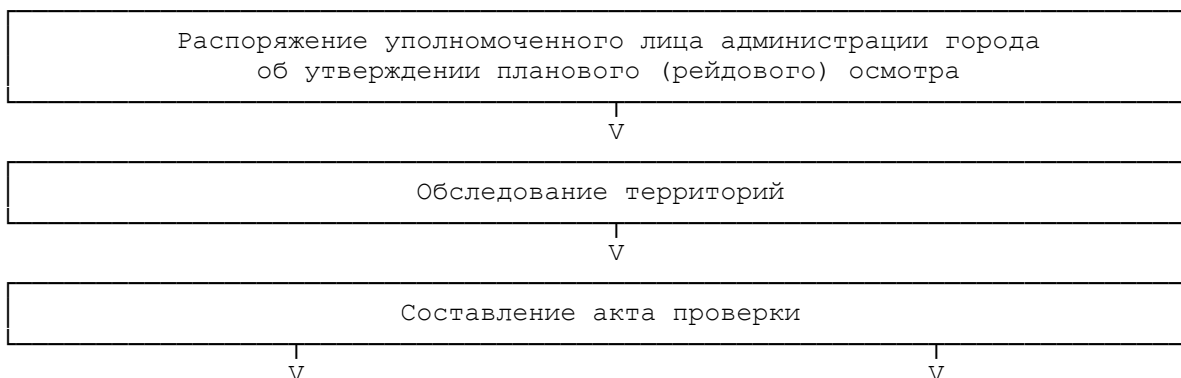 Распоряжение уполномоченного лица администрации города
об утверждении планового (рейдового) осмотра
V
Обследование территорий
V
Составление акта проверки
V V